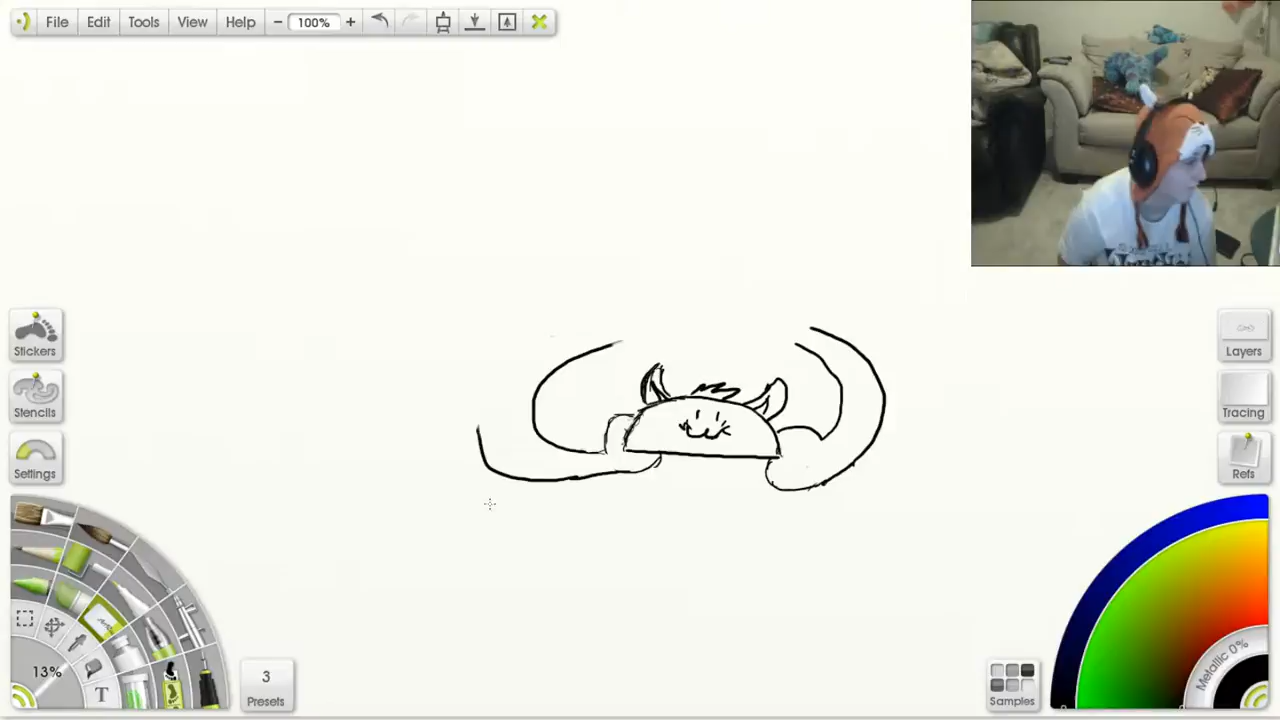 File Edit Tools View Help − 100% +
Stickers
Stencils
Settings
13%
T
3
Presets
Layers
Tracing
Refs
Metallic 0%
Samples